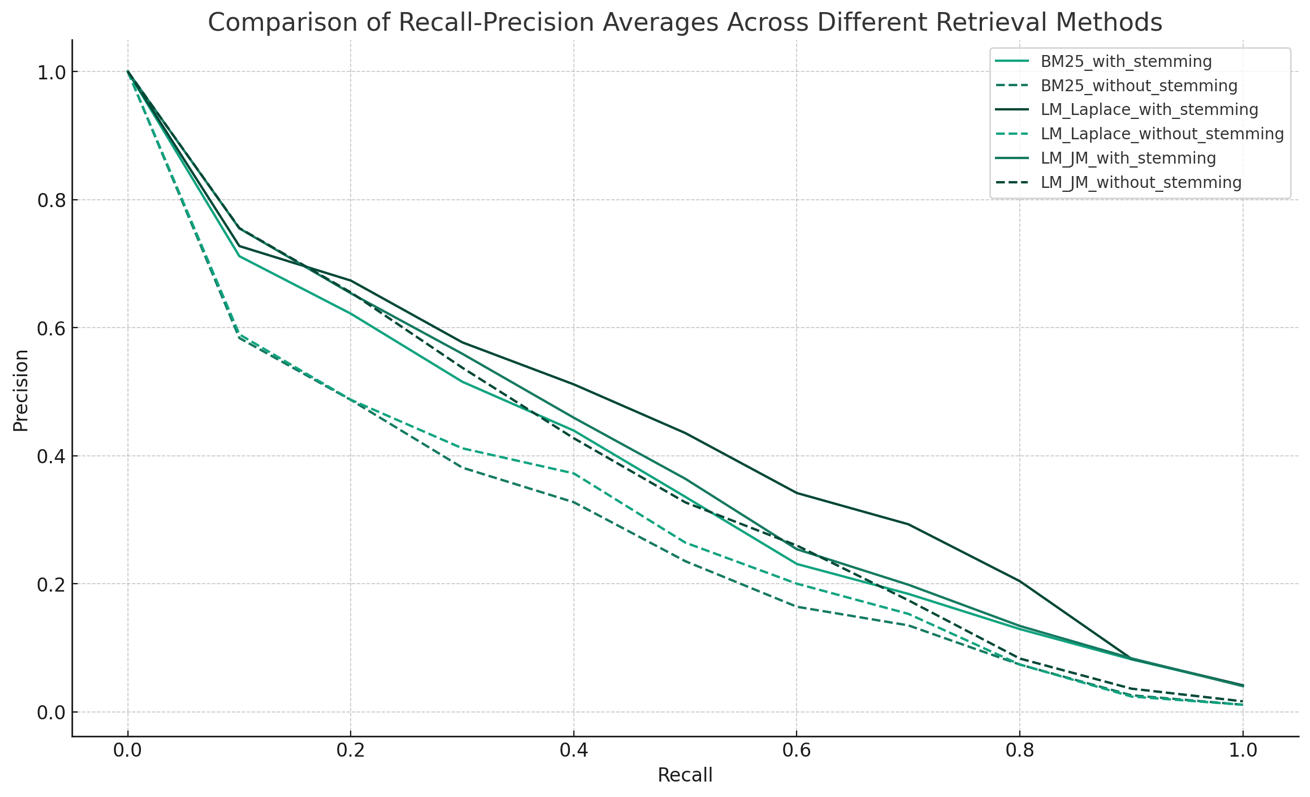 Comparison of Recall-Precision Averages Across Different Retrieval Methods
BM25_with_stemming
BM25_without_stemming
LM_Laplace_with_stemming
LM_Laplace_without_stemming
LM_JM_with_stemming
LM_JM_without_stemming
Precision
1.0
0.8
0.6
0.4
0.2
0.0
0.0 0.2 0.4 0.6 0.8 1.0
Recall